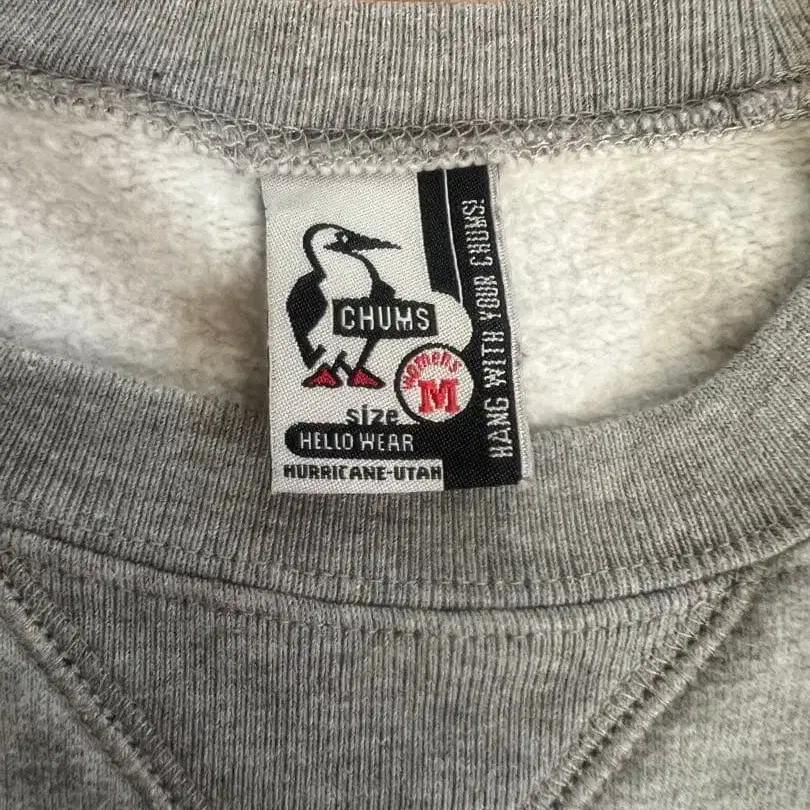 CHUMS
womens
M
size
HELLO WEAR
HURRICANE-UTAH
HANG WITH YOUR CHUMS!